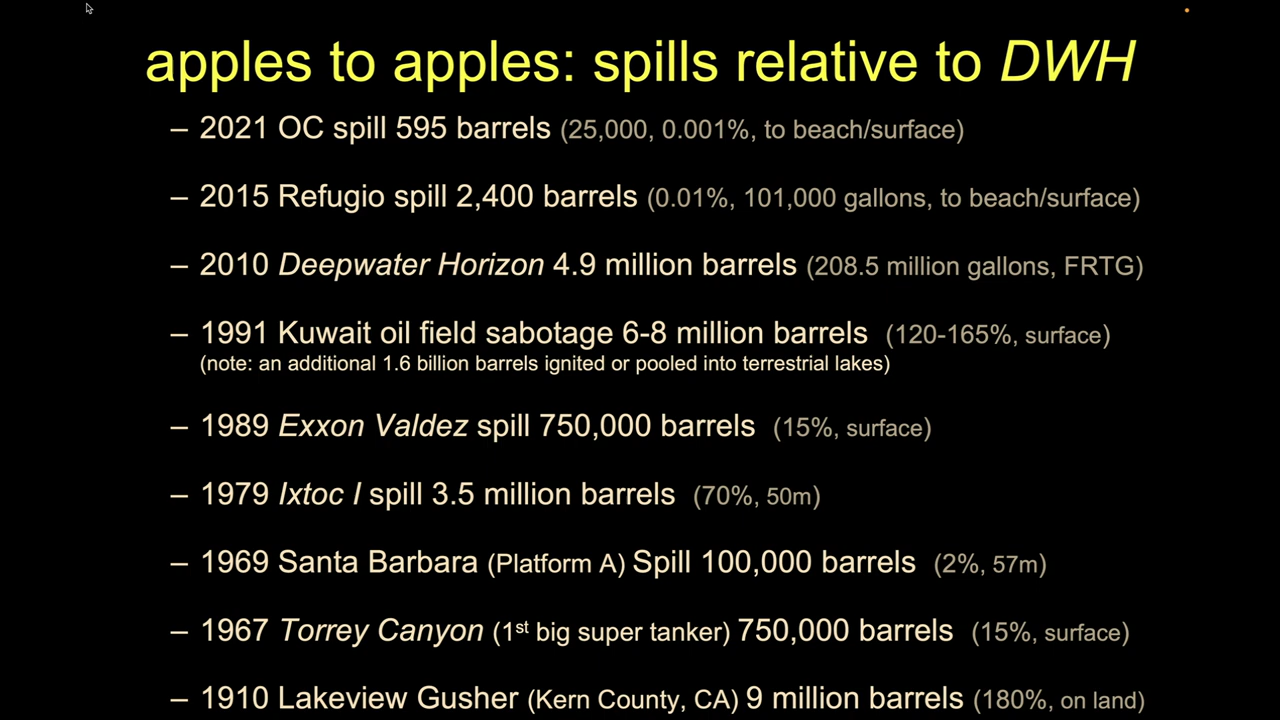 apples to apples: spills relative to DWH
– 2021 OC spill 595 barrels (25,000, 0.001%, to beach/surface)
– 2015 Refugio spill 2,400 barrels (0.01%, 101,000 gallons, to beach/surface)
– 2010 Deepwater Horizon 4.9 million barrels (208.5 million gallons, FRTG)
– 1991 Kuwait oil field sabotage 6-8 million barrels (120-165%, surface)
(note: an additional 1.6 billion barrels ignited or pooled into terrestrial lakes)
– 1989 Exxon Valdez spill 750,000 barrels (15%, surface)
– 1979 Ixtoc I spill 3.5 million barrels (70%, 50m)
– 1969 Santa Barbara (Platform A) Spill 100,000 barrels (2%, 57m)
– 1967 Torrey Canyon (1st big super tanker) 750,000 barrels (15%, surface)
– 1910 Lakeview Gusher (Kern County, CA) 9 million barrels (180%, on land)